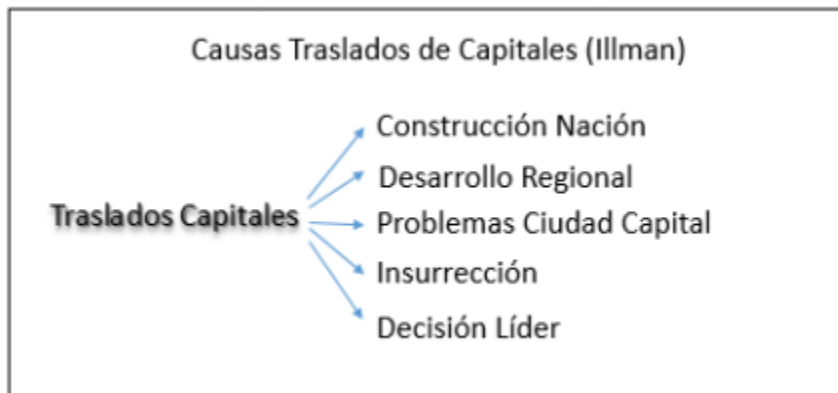 Causas Traslados de Capitales (Illman)
Construcción Nación
Desarrollo Regional
Traslados Capitales
Problemas Ciudad Capital
Insurrección
Decisión Líder